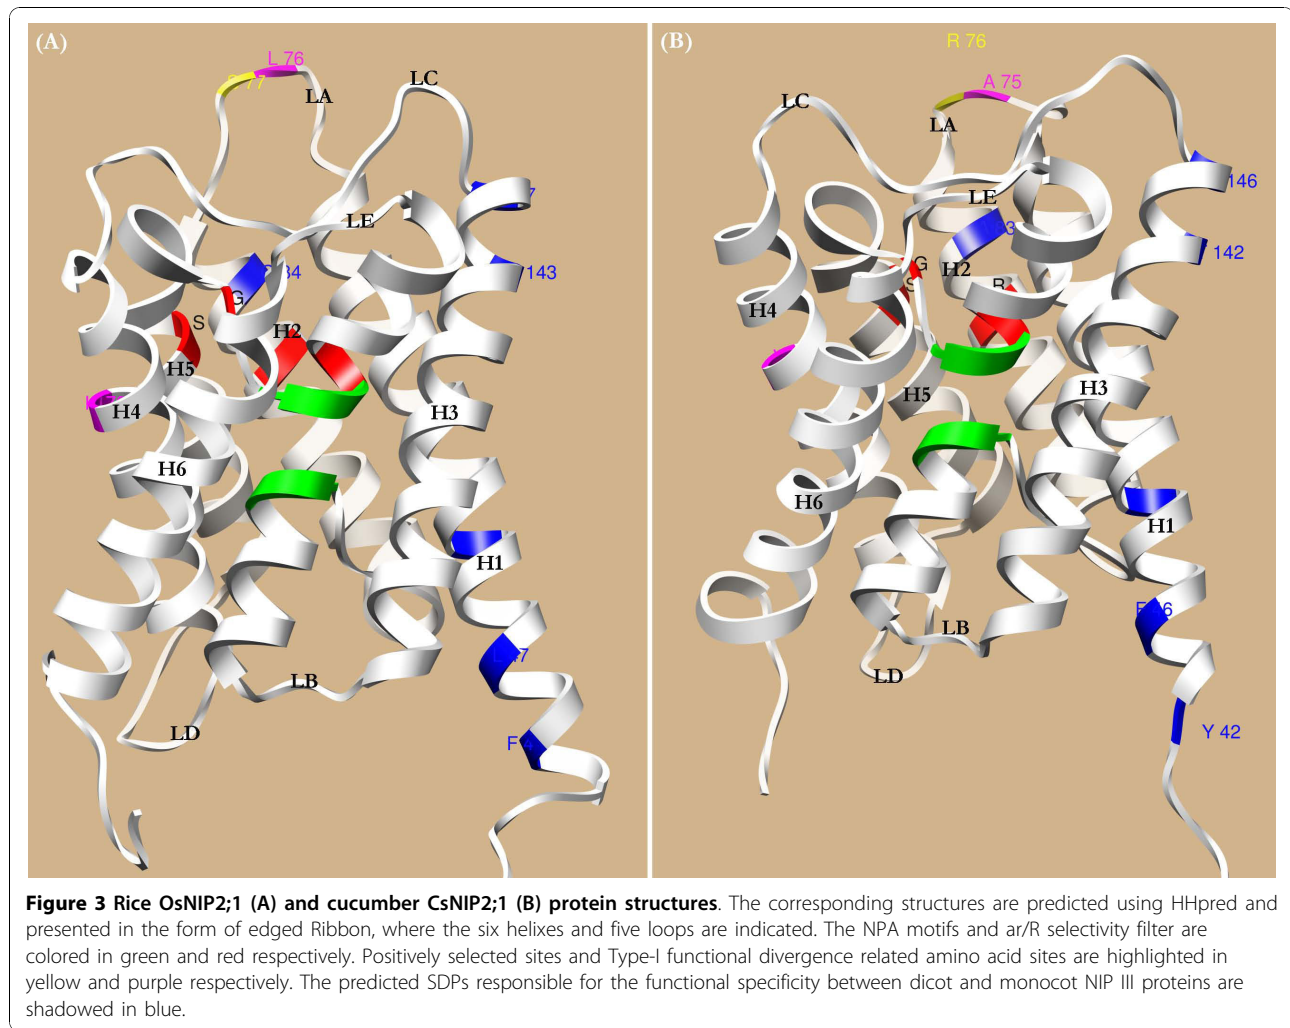 (A)
L 76
77
LA
LC
LE
143
G
S
H2
H5
H4
H3
H6
H1
LB
LD
(B)
R 76
A 75
LC
LA
LE
146
142
H2
G
S
R
H4
H5
H3
H6
H1
LB
LD
Y 42
Figure 3 Rice OsNIP2;1 (A) and cucumber CsNIP2;1 (B) protein structures. The corresponding structures are predicted using HHpred and
presented in the form of edged Ribbon, where the six helixes and five loops are indicated. The NPA motifs and ar/R selectivity filter are
colored in green and red respectively. Positively selected sites and Type-I functional divergence related amino acid sites are highlighted in
yellow and purple respectively. The predicted SDPs responsible for the functional specificity between dicot and monocot NIP III proteins are
shadowed in blue.